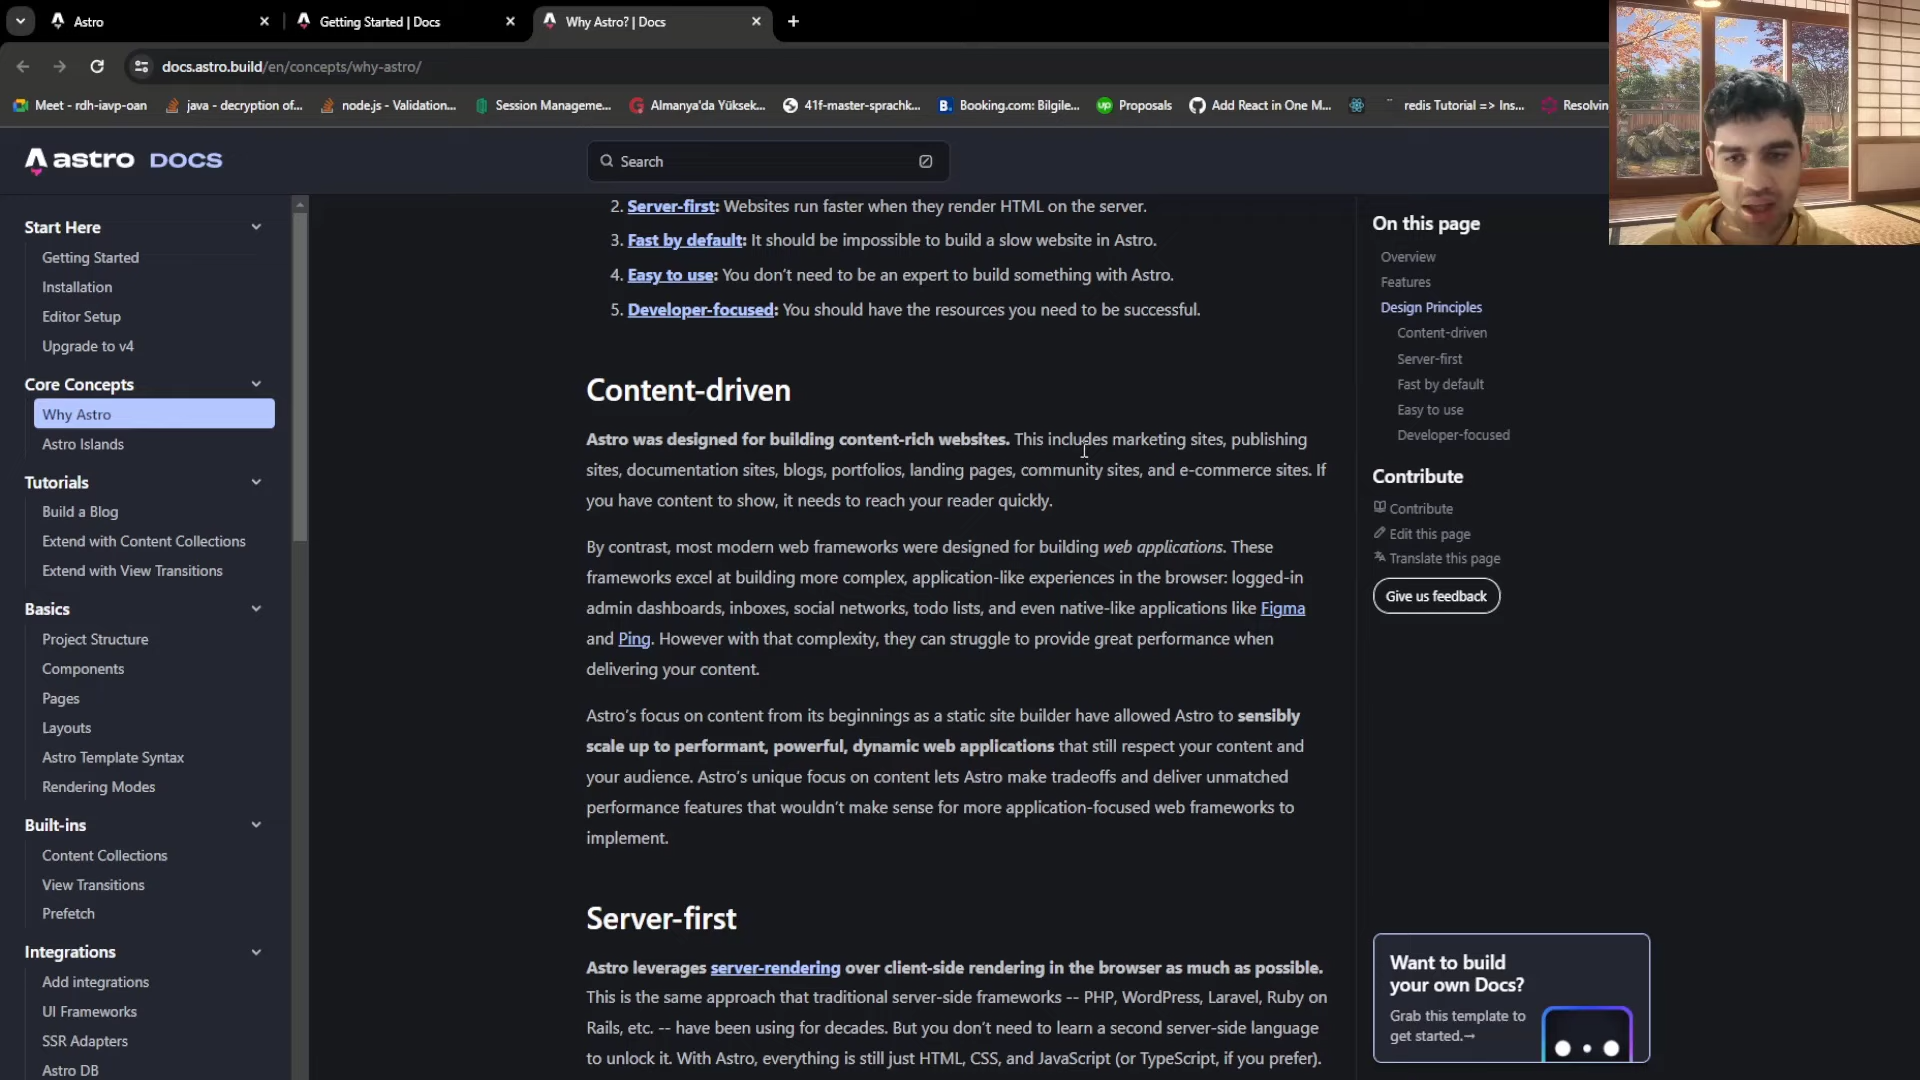 Astro
Getting Started | Docs
Why Astro? | Docs
docs.astro.build/en/concepts/why-astro/
Meet - rdh-iavp-oan
java - decryption of...
node.js - Validation...
Session Manageme...
Almanya'da Yüksek...
41f-master-sprachk...
Booking.com: Bilgile...
Proposals
Add React in One M...
redis Tutorial => Ins...
Resolving
astro DOCS
Search
Start Here
Getting Started
Installation
Editor Setup
Upgrade to v4
Core Concepts
Why Astro
Astro Islands
Tutorials
Build a Blog
Extend with Content Collections
Extend with View Transitions
Basics
Project Structure
Components
Pages
Layouts
Astro Template Syntax
Rendering Modes
Built-ins
Content Collections
View Transitions
Prefetch
Integrations
Add integrations
UI Frameworks
SSR Adapters
Astro DB
2. Server-first: Websites run faster when they render HTML on the server.
3. Fast by default: It should be impossible to build a slow website in Astro.
4. Easy to use: You don't need to be an expert to build something with Astro.
5. Developer-focused: You should have the resources you need to be successful.
Content-driven
Astro was designed for building content-rich websites. This includes marketing sites, publishing
sites, documentation sites, blogs, portfolios, landing pages, community sites, and e-commerce sites. If
you have content to show, it needs to reach your reader quickly.
By contrast, most modern web frameworks were designed for building web applications. These
frameworks excel at building more complex, application-like experiences in the browser: logged-in
admin dashboards, inboxes, social networks, todo lists, and even native-like applications like Figma
and Ping. However with that complexity, they can struggle to provide great performance when
delivering your content.
Astro's focus on content from its beginnings as a static site builder have allowed Astro to sensibly
scale up to performant, powerful, dynamic web applications that still respect your content and
your audience. Astro's unique focus on content lets Astro make tradeoffs and deliver unmatched
performance features that wouldn't make sense for more application-focused web frameworks to
implement.
Server-first
Astro leverages server-rendering over client-side rendering in the browser as much as possible.
This is the same approach that traditional server-side frameworks -- PHP, WordPress, Laravel, Ruby on
Rails, etc. -- have been using for decades. But you don't need to learn a second server-side language
to unlock it. With Astro, everything is still just HTML, CSS, and JavaScript (or TypeScript, if you prefer).
On this page
Overview
Features
Design Principles
Content-driven
Server-first
Fast by default
Easy to use
Developer-focused
Contribute
Contribute
Edit this page
Translate this page
Give us feedback
Want to build
your own Docs?
Grab this template to
get started.→